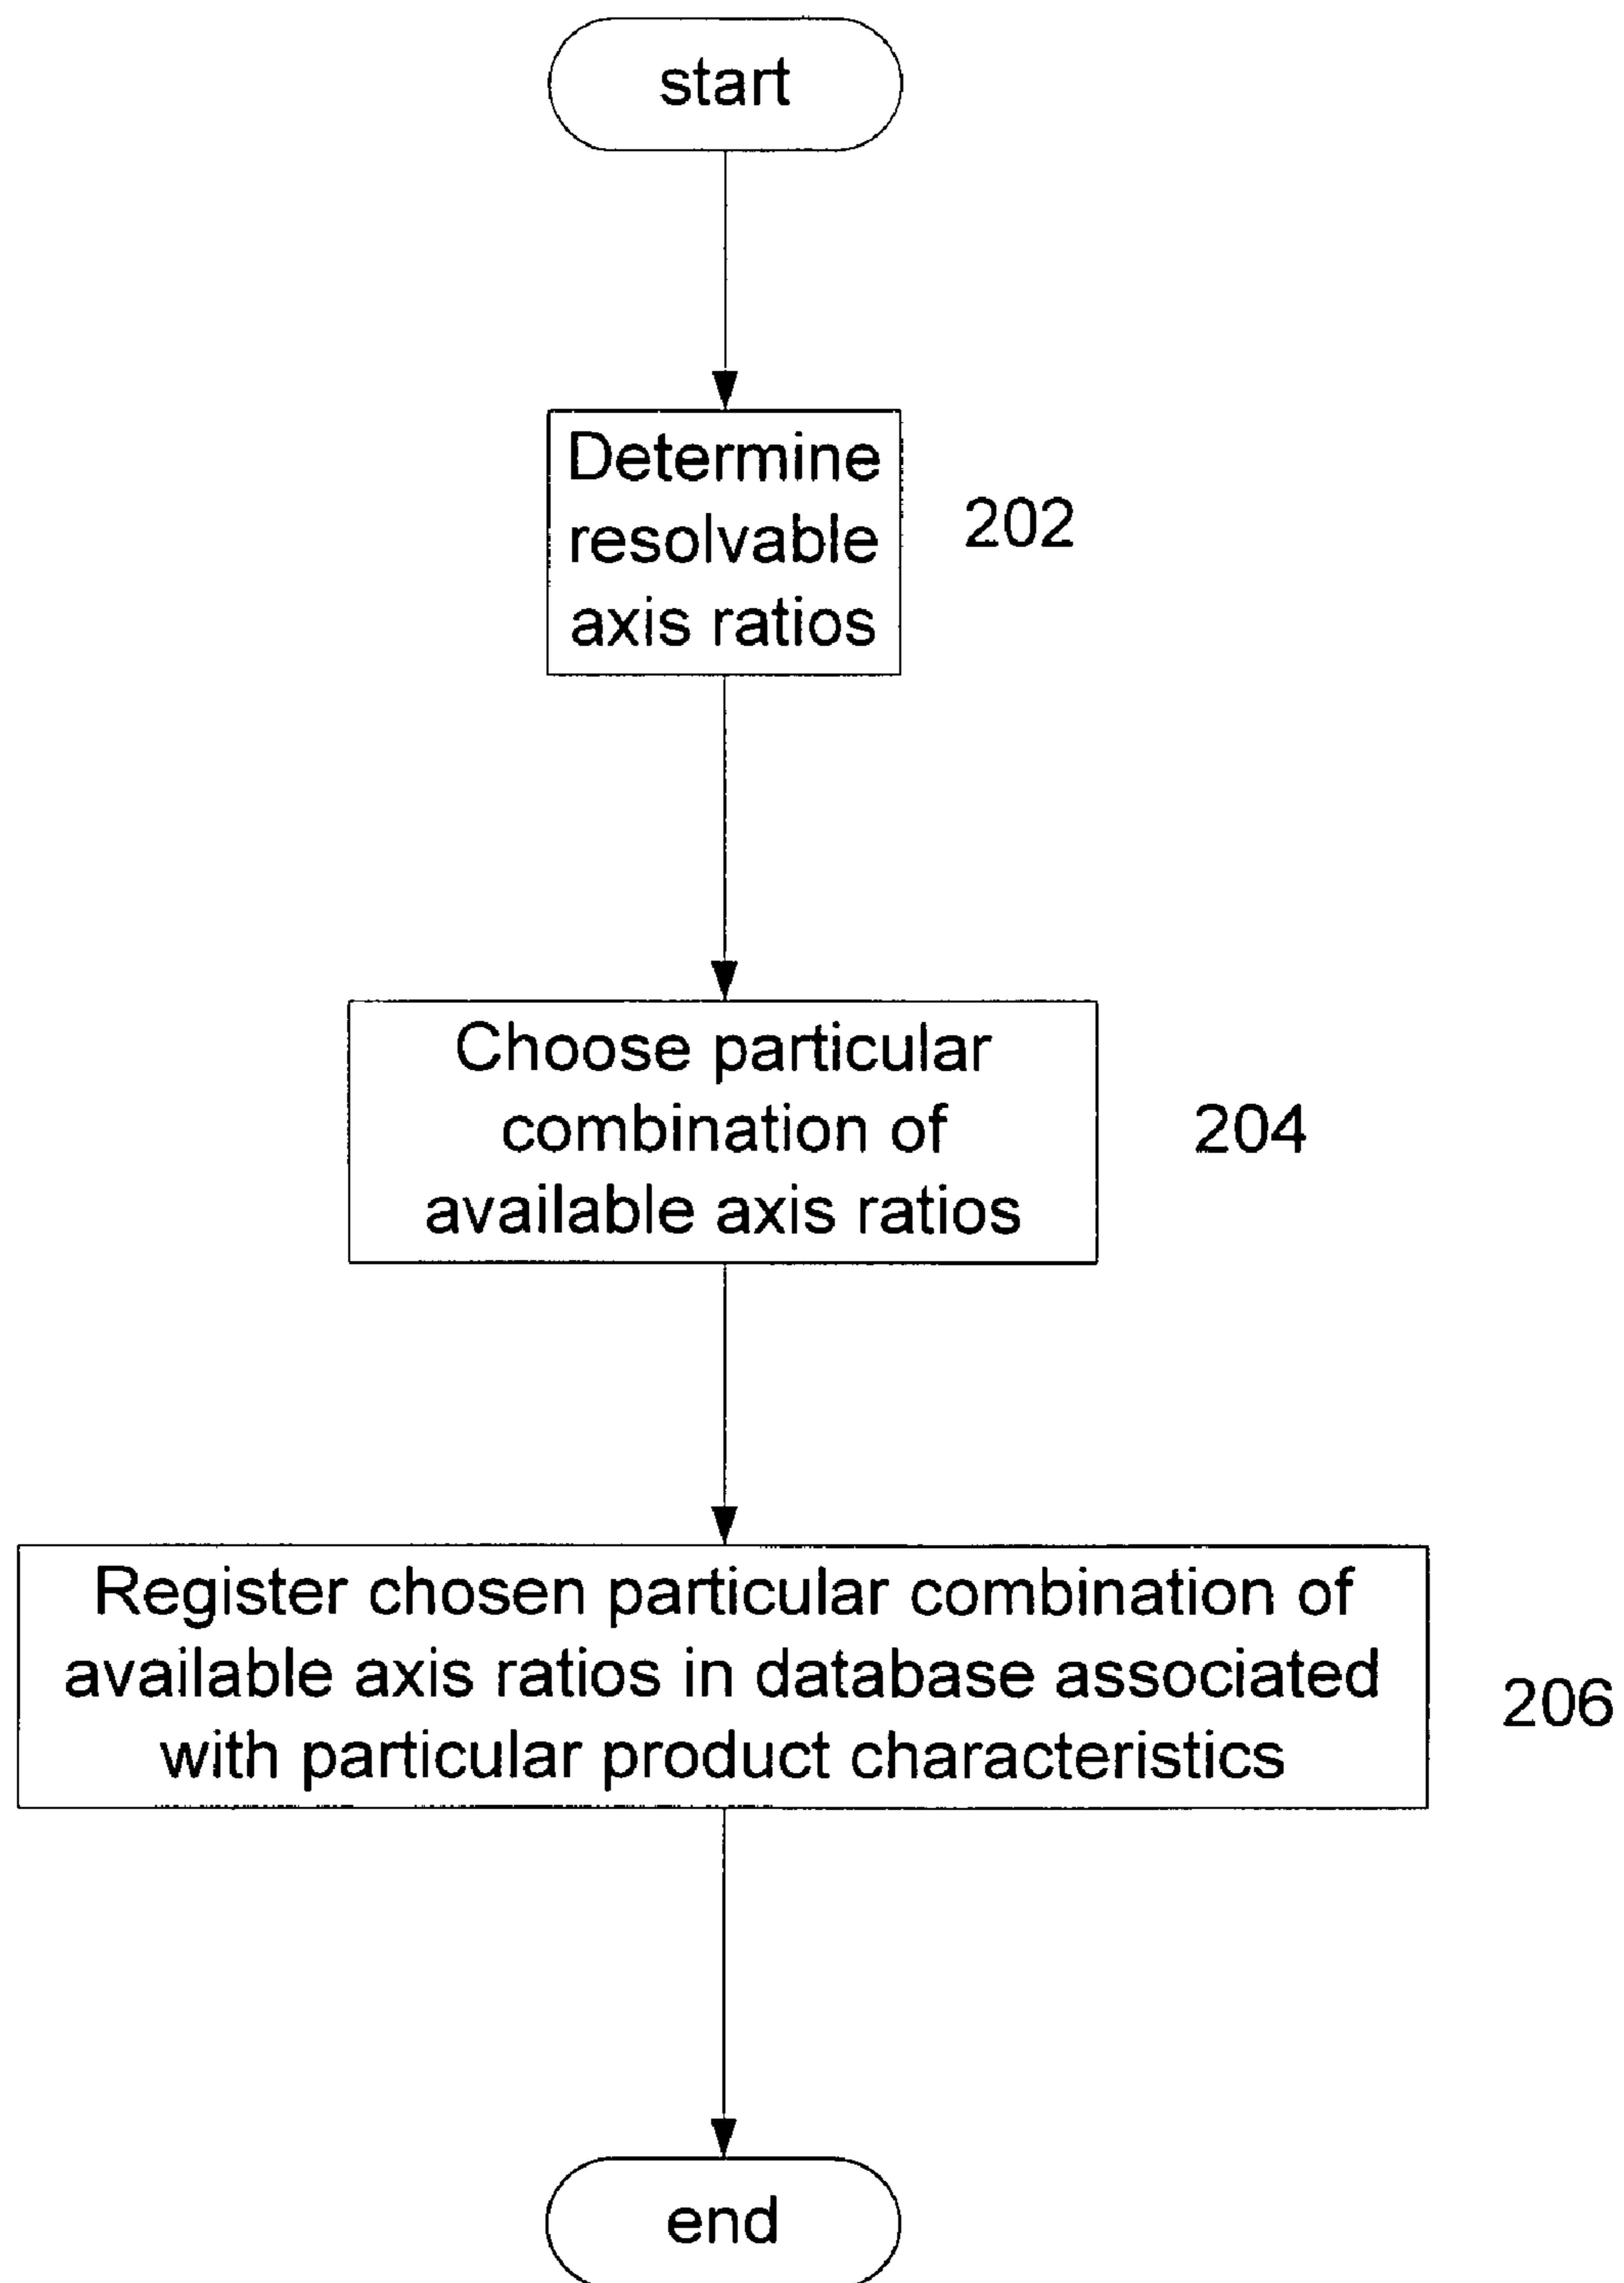 start
Determine
resolvable
axis ratios
202
Choose particular
combination of
available axis ratios
204
Register chosen particular combination of
available axis ratios in database associated
with particular product characteristics
206
end